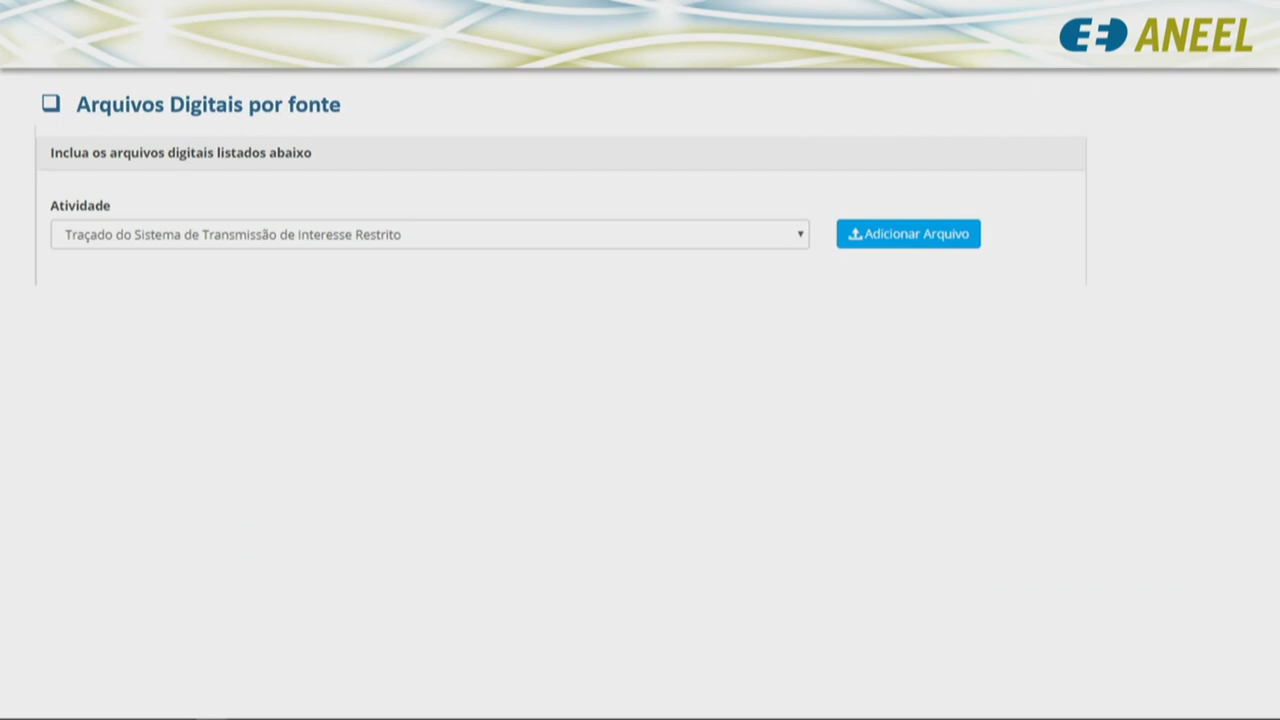 ANEEL
Arquivos Digitais por fonte
Inclua os arquivos digitais listados abaixo
Atividade
Traçado do Sistema de Transmissão de Interesse Restrito
Adicionar Arquivo